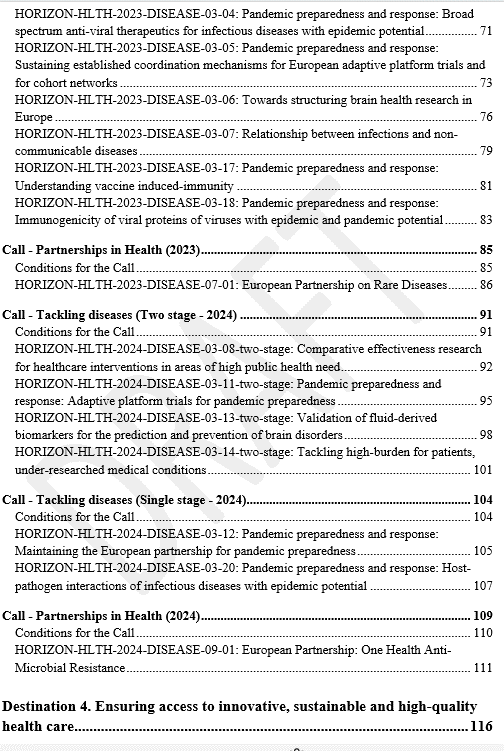 HORIZON-HLTH-2023-DISEASE-03-04: Pandemic preparedness and response: Broad
spectrum anti-viral therapeutics for infectious diseases with epidemic potential................ 71
HORIZON-HLTH-2023-DISEASE-03-05: Pandemic preparedness and response:
Sustaining established coordination mechanisms for European adaptive platform trials and
for cohort networks ................ 73
HORIZON-HLTH-2023-DISEASE-03-06: Towards structuring brain health research in
Europe ................ 76
HORIZON-HLTH-2023-DISEASE-03-07: Relationship between infections and non-
communicable diseases ................ 79
HORIZON-HLTH-2023-DISEASE-03-17: Pandemic preparedness and response:
Understanding vaccine induced-immunity ................ 81
HORIZON-HLTH-2023-DISEASE-03-18: Pandemic preparedness and response:
Immunogenicity of viral proteins of viruses with epidemic and pandemic potential .......... 83
Call - Partnerships in Health (2023)................ 85
Conditions for the Call................ 85
HORIZON-HLTH-2023-DISEASE-07-01: European Partnership on Rare Diseases.......... 86
Call - Tackling diseases (Two stage - 2024) ................ 91
Conditions for the Call................ 91
HORIZON-HLTH-2024-DISEASE-03-08-two-stage: Comparative effectiveness research
for healthcare interventions in areas of high public health need................ 92
HORIZON-HLTH-2024-DISEASE-03-11-two-stage: Pandemic preparedness and
response: Adaptive platform trials for pandemic preparedness................ 95
HORIZON-HLTH-2024-DISEASE-03-13-two-stage: Validation of fluid-derived
biomarkers for the prediction and prevention of brain disorders................ 98
HORIZON-HLTH-2024-DISEASE-03-14-two-stage: Tackling high-burden for patients,
under-researched medical conditions................ 101
Call - Tackling diseases (Single stage - 2024)................ 104
Conditions for the Call................ 104
HORIZON-HLTH-2024-DISEASE-03-12: Pandemic preparedness and response:
Maintaining the European partnership for pandemic preparedness................ 105
HORIZON-HLTH-2024-DISEASE-03-20: Pandemic preparedness and response: Host-
pathogen interactions of infectious diseases with epidemic potential ................ 107
Call - Partnerships in Health (2024)................ 109
Conditions for the Call................ 110
HORIZON-HLTH-2024-DISEASE-09-01: European Partnership: One Health Anti-
Microbial Resistance................ 111
Destination 4. Ensuring access to innovative, sustainable and high-quality
health care................ 116
DRAFT